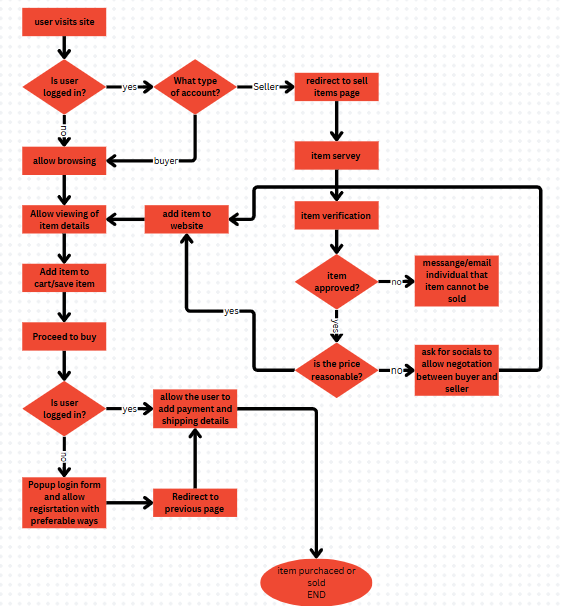 user visits site
Is user
logged in?
yes
What type
of account?
Seller
redirect to sell
items page
no
buyer
allow browsing
item servey
Allow viewing of
item details
add item to
website
item verification
Add item to
cart/save item
item
approved?
no
messange/email
individual that
item cannot be
sold
yes
yes
Proceed to buy
is the price
reasonable?
no
ask for socials to
allow negotation
between buyer and
seller
Is user
logged in?
yes
allow the user to
add payment and
shipping details
no
Popup login form
and allow
regisrtation with
preferable ways
Redirect to
previous page
item purchaced or
sold
END